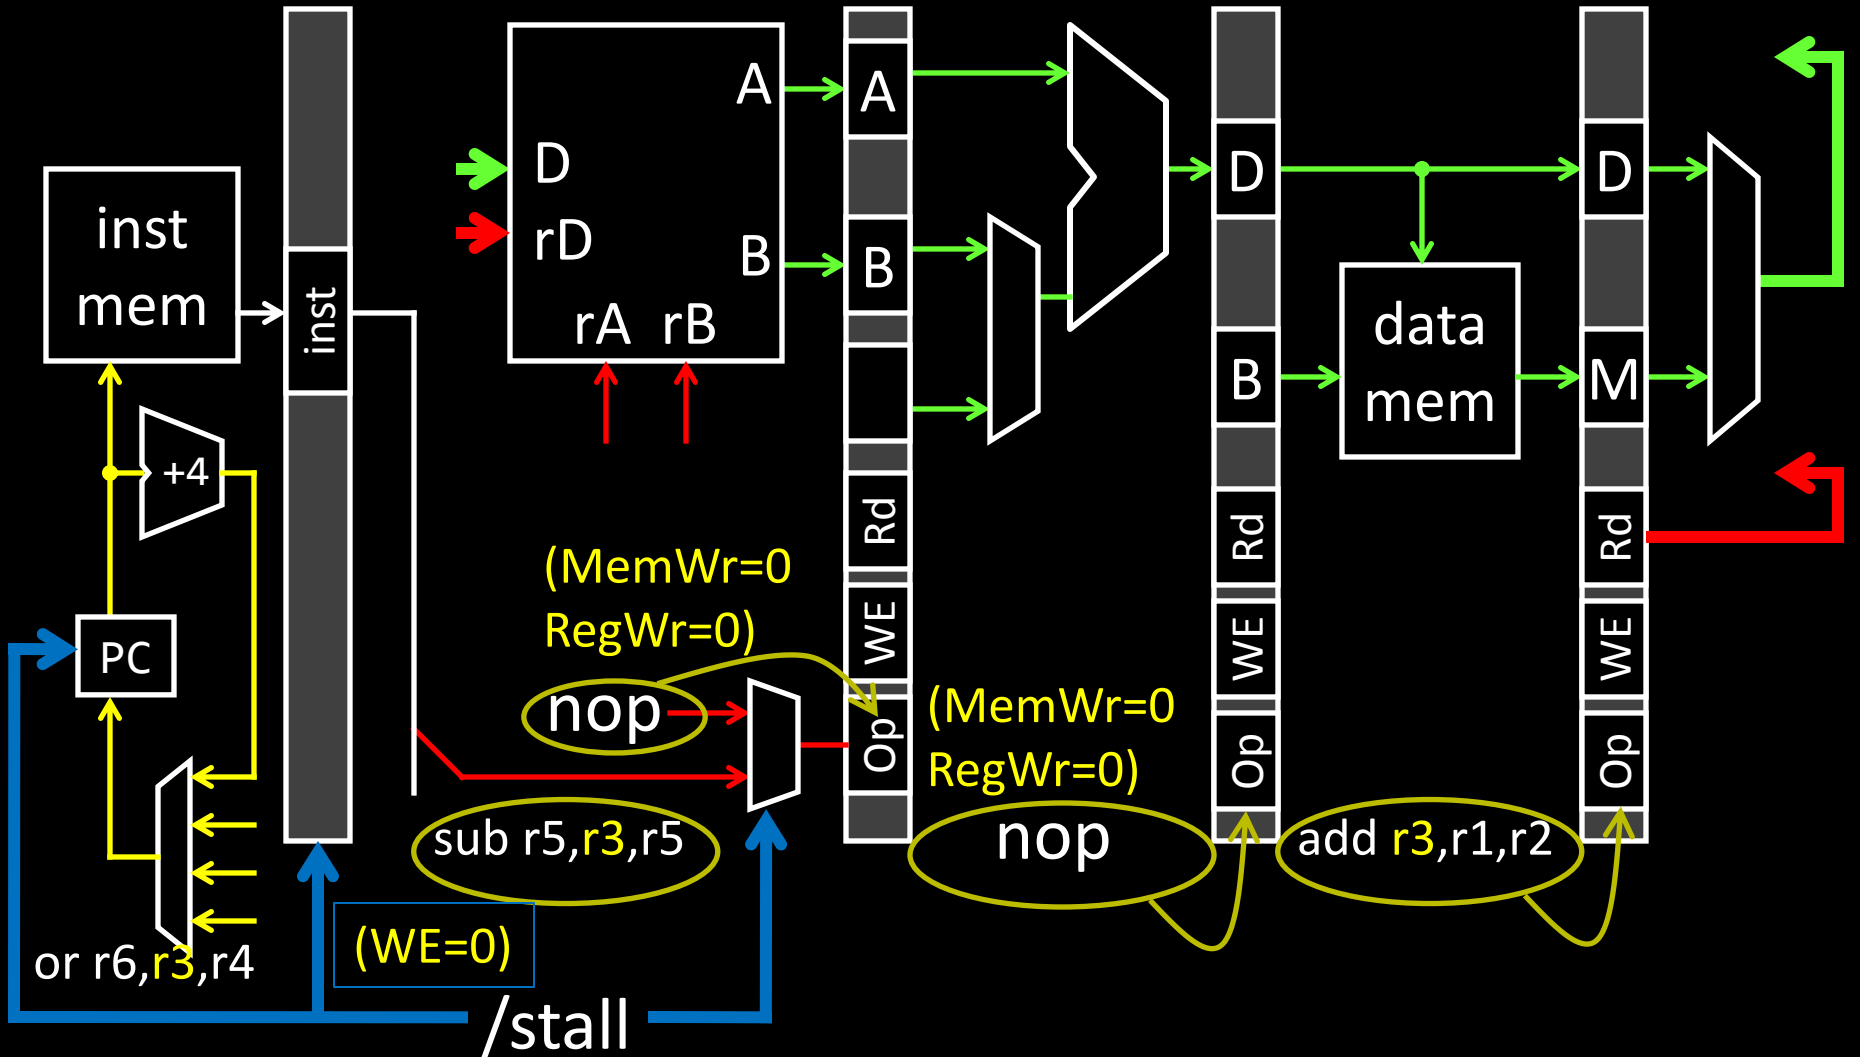 inst
mem
+4
PC
or r6,r3,r4
inst
D
rD
A
B
rA rB
(MemWr=0
RegWr=0)
nop
sub r5,r3,r5
(WE=0)
/stall
A
B
Rd
WE
Op
(MemWr=0
RegWr=0)
nop
D
B
Rd
WE
Op
data
mem
add r3,r1,r2
D
M
Rd
WE
Op